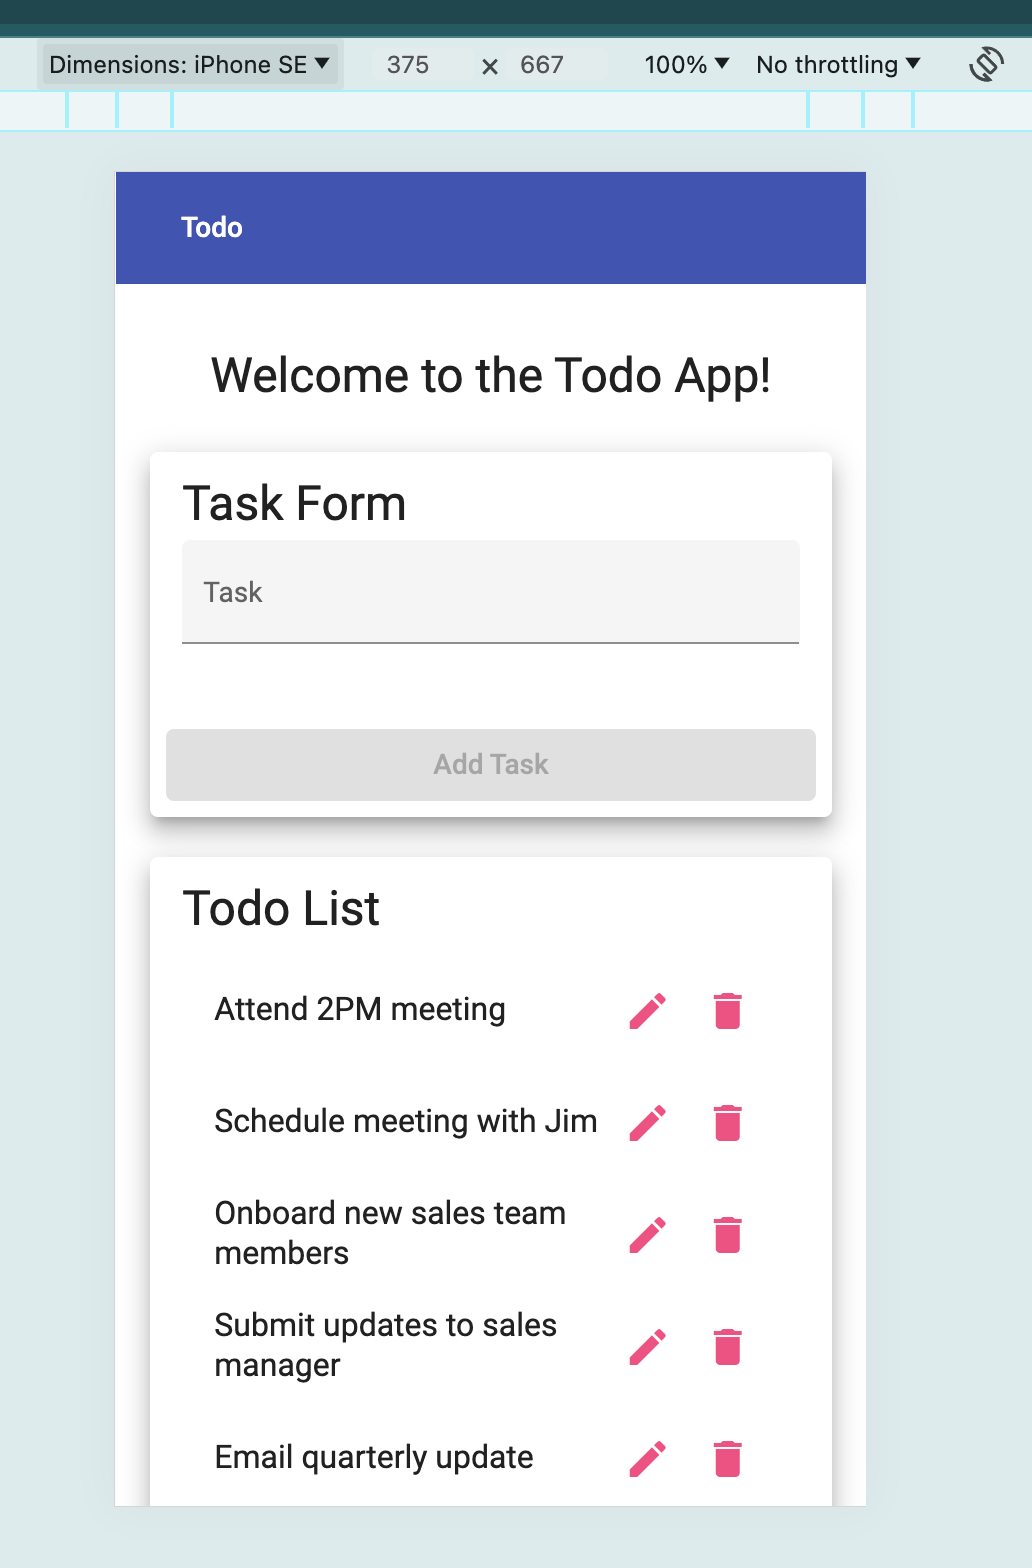 Dimensions: iPhone SE ▼ 375 x 667 100% ▼ No throttling ▼
Todo
Welcome to the Todo App!
Task Form
Task
Add Task
Todo List
Attend 2PM meeting
Schedule meeting with Jim
Onboard new sales team
members
Submit updates to sales
manager
Email quarterly update